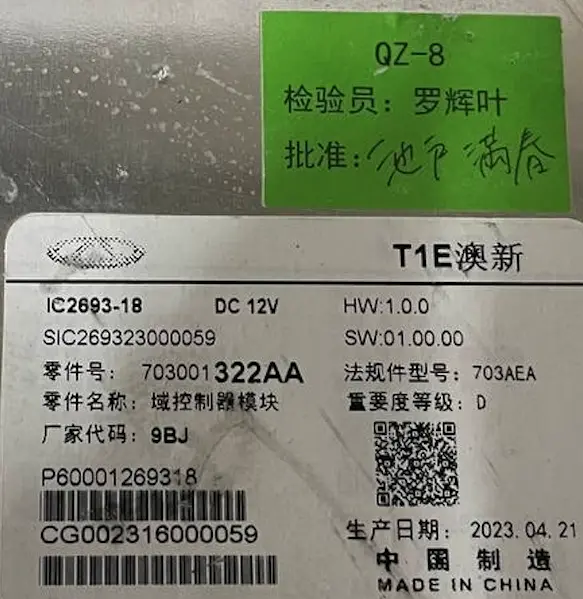 QZ-8
检验员：罗辉叶
批准：满春
T1E澳新
IC2693-18 DC 12V HW:1.0.0
SIC269323000059 SW:01.00.00
零件号：703001322AA 法规件型号：703AEA
零件名称：域控制器模块 重要度等级：D
厂家代码：9BJ
P60001269318
CG002316000059 生产日期：2023.04.21
中国制造
MADE IN CHINA